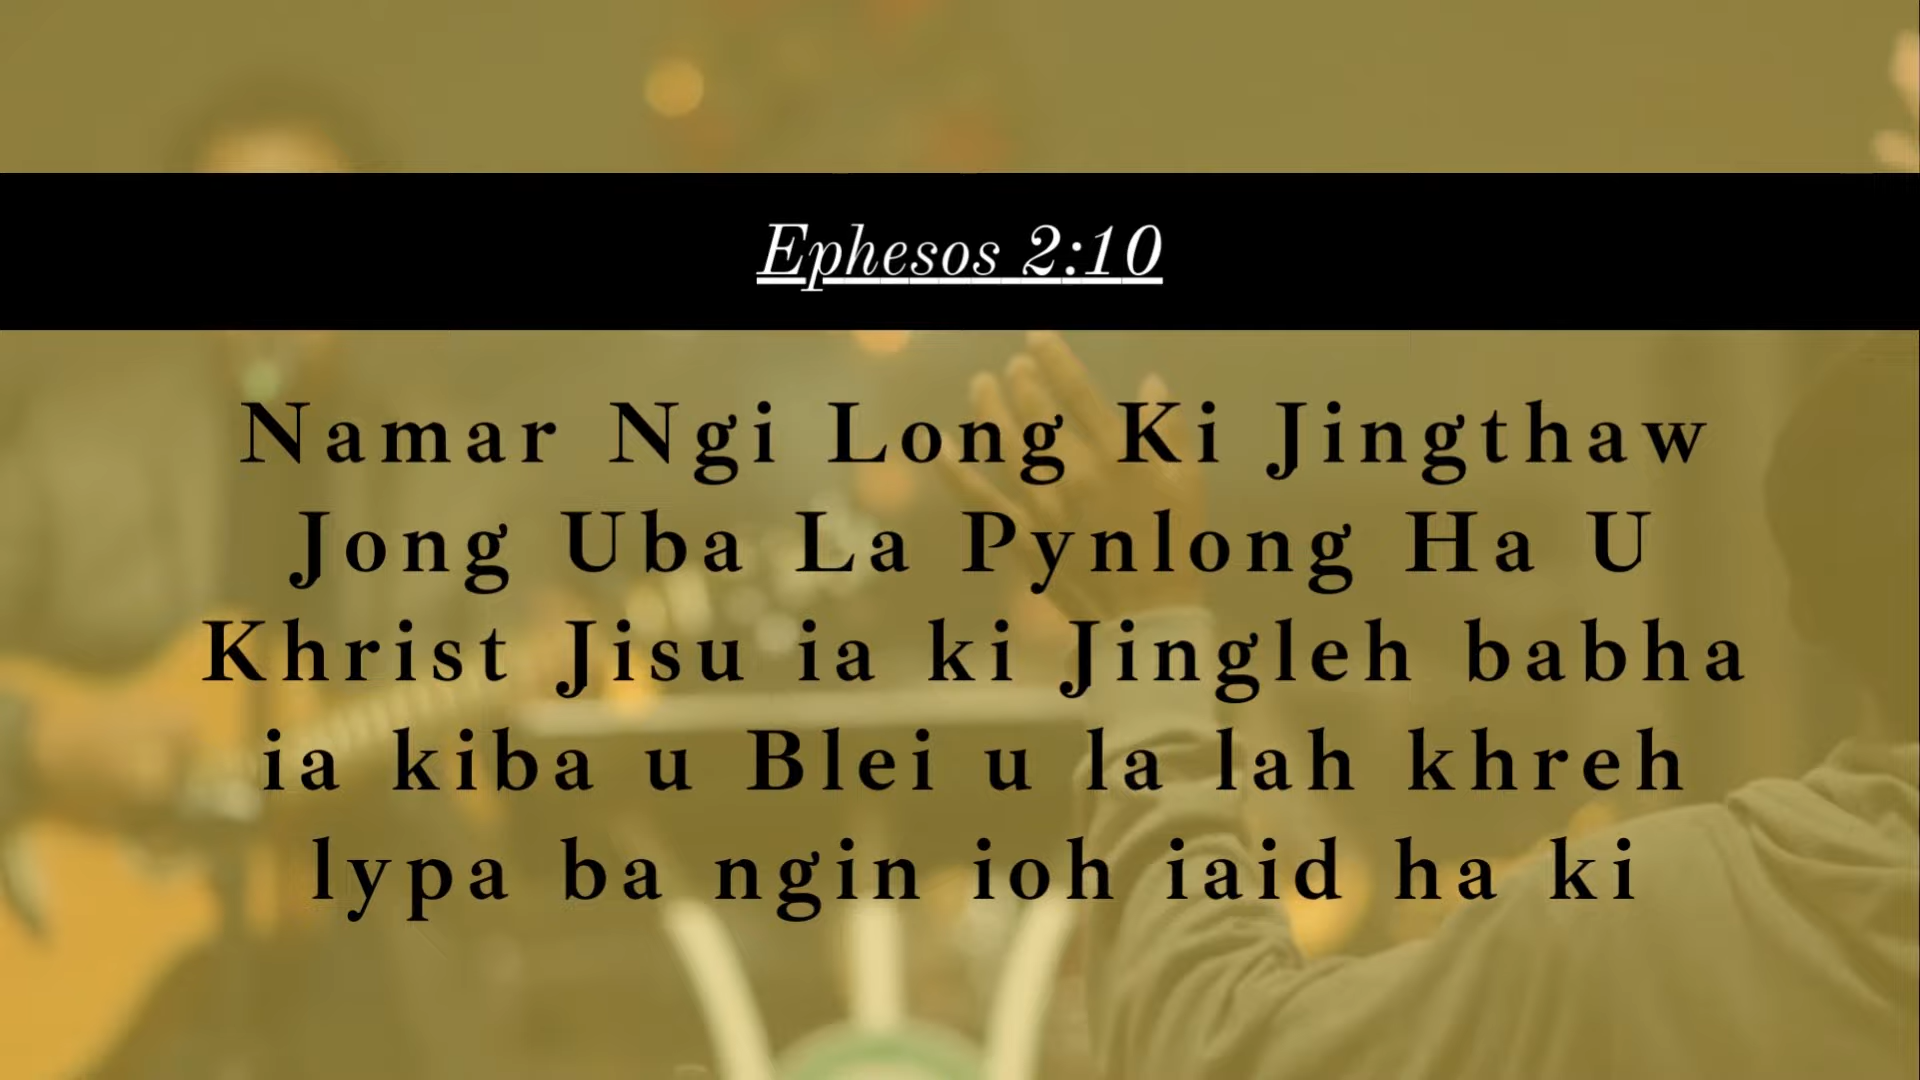 Ephesos 2:10
Namar Ngi Long Ki Jingthaw
Jong Uba La Pynlong Ha U
Khrist Jisu ia ki Jingleh babha
ia kiba u Blei u la lah khreh
lypa ba ngin ioh iaid ha ki